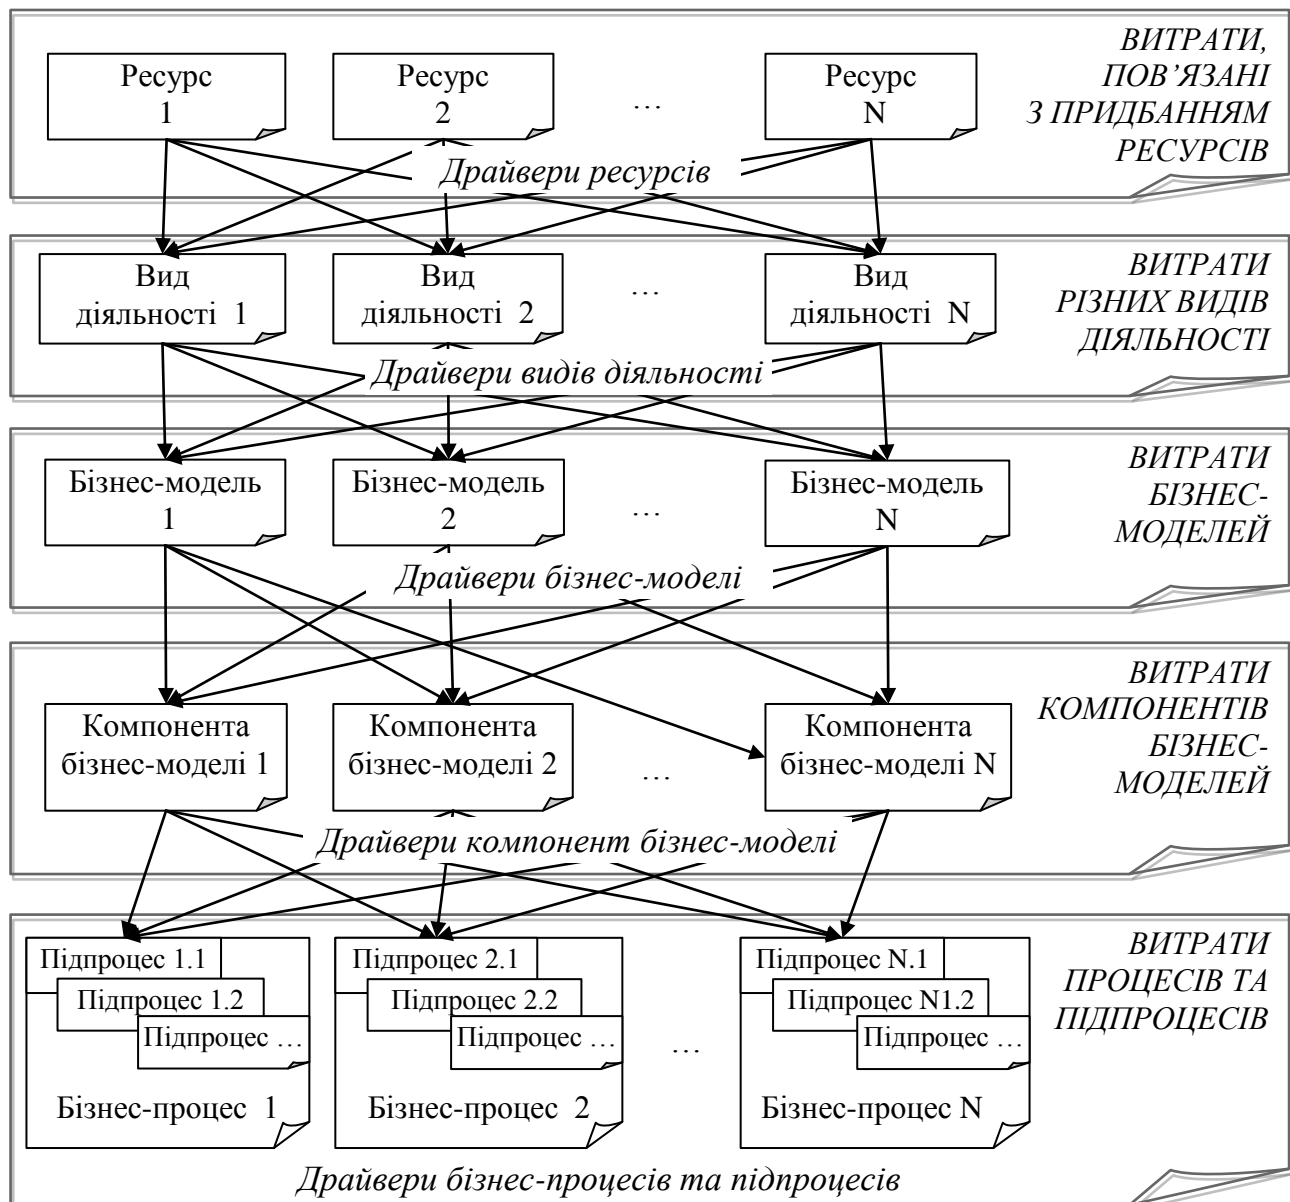 Ресурс
1
Ресурс
2
…
Ресурс
N
ВИТРАТИ,
ПОВ’ЯЗАНІ
З ПРИДБАННЯМ
РЕСУРСІВ
Драйвери ресурсів
Вид
діяльності 1
Вид
діяльності 2
…
Вид
діяльності N
ВИТРАТИ
РІЗНИХ ВИДІВ
ДІЯЛЬНОСТІ
Драйвери видів діяльності
Бізнес-модель
1
Бізнес-модель
2
…
Бізнес-модель
N
ВИТРАТИ
БІЗНЕС-
МОДЕЛЕЙ
Драйвери бізнес-моделі
Компонента
бізнес-моделі 1
Компонента
бізнес-моделі 2
…
Компонента
бізнес-моделі N
ВИТРАТИ
КОМПОНЕНТІВ
БІЗНЕС-
МОДЕЛЕЙ
Драйвери компонент бізнес-моделі
Підпроцес 1.1
Підпроцес 1.2
Підпроцес …
Бізнес-процес 1
Підпроцес 2.1
Підпроцес 2.2
Підпроцес …
Бізнес-процес 2
…
Підпроцес N.1
Підпроцес N1.2
Підпроцес …
Бізнес-процес N
ВИТРАТИ
ПРОЦЕСІВ ТА
ПІДПРОЦЕСІВ
Драйвери бізнес-процесів та підпроцесів